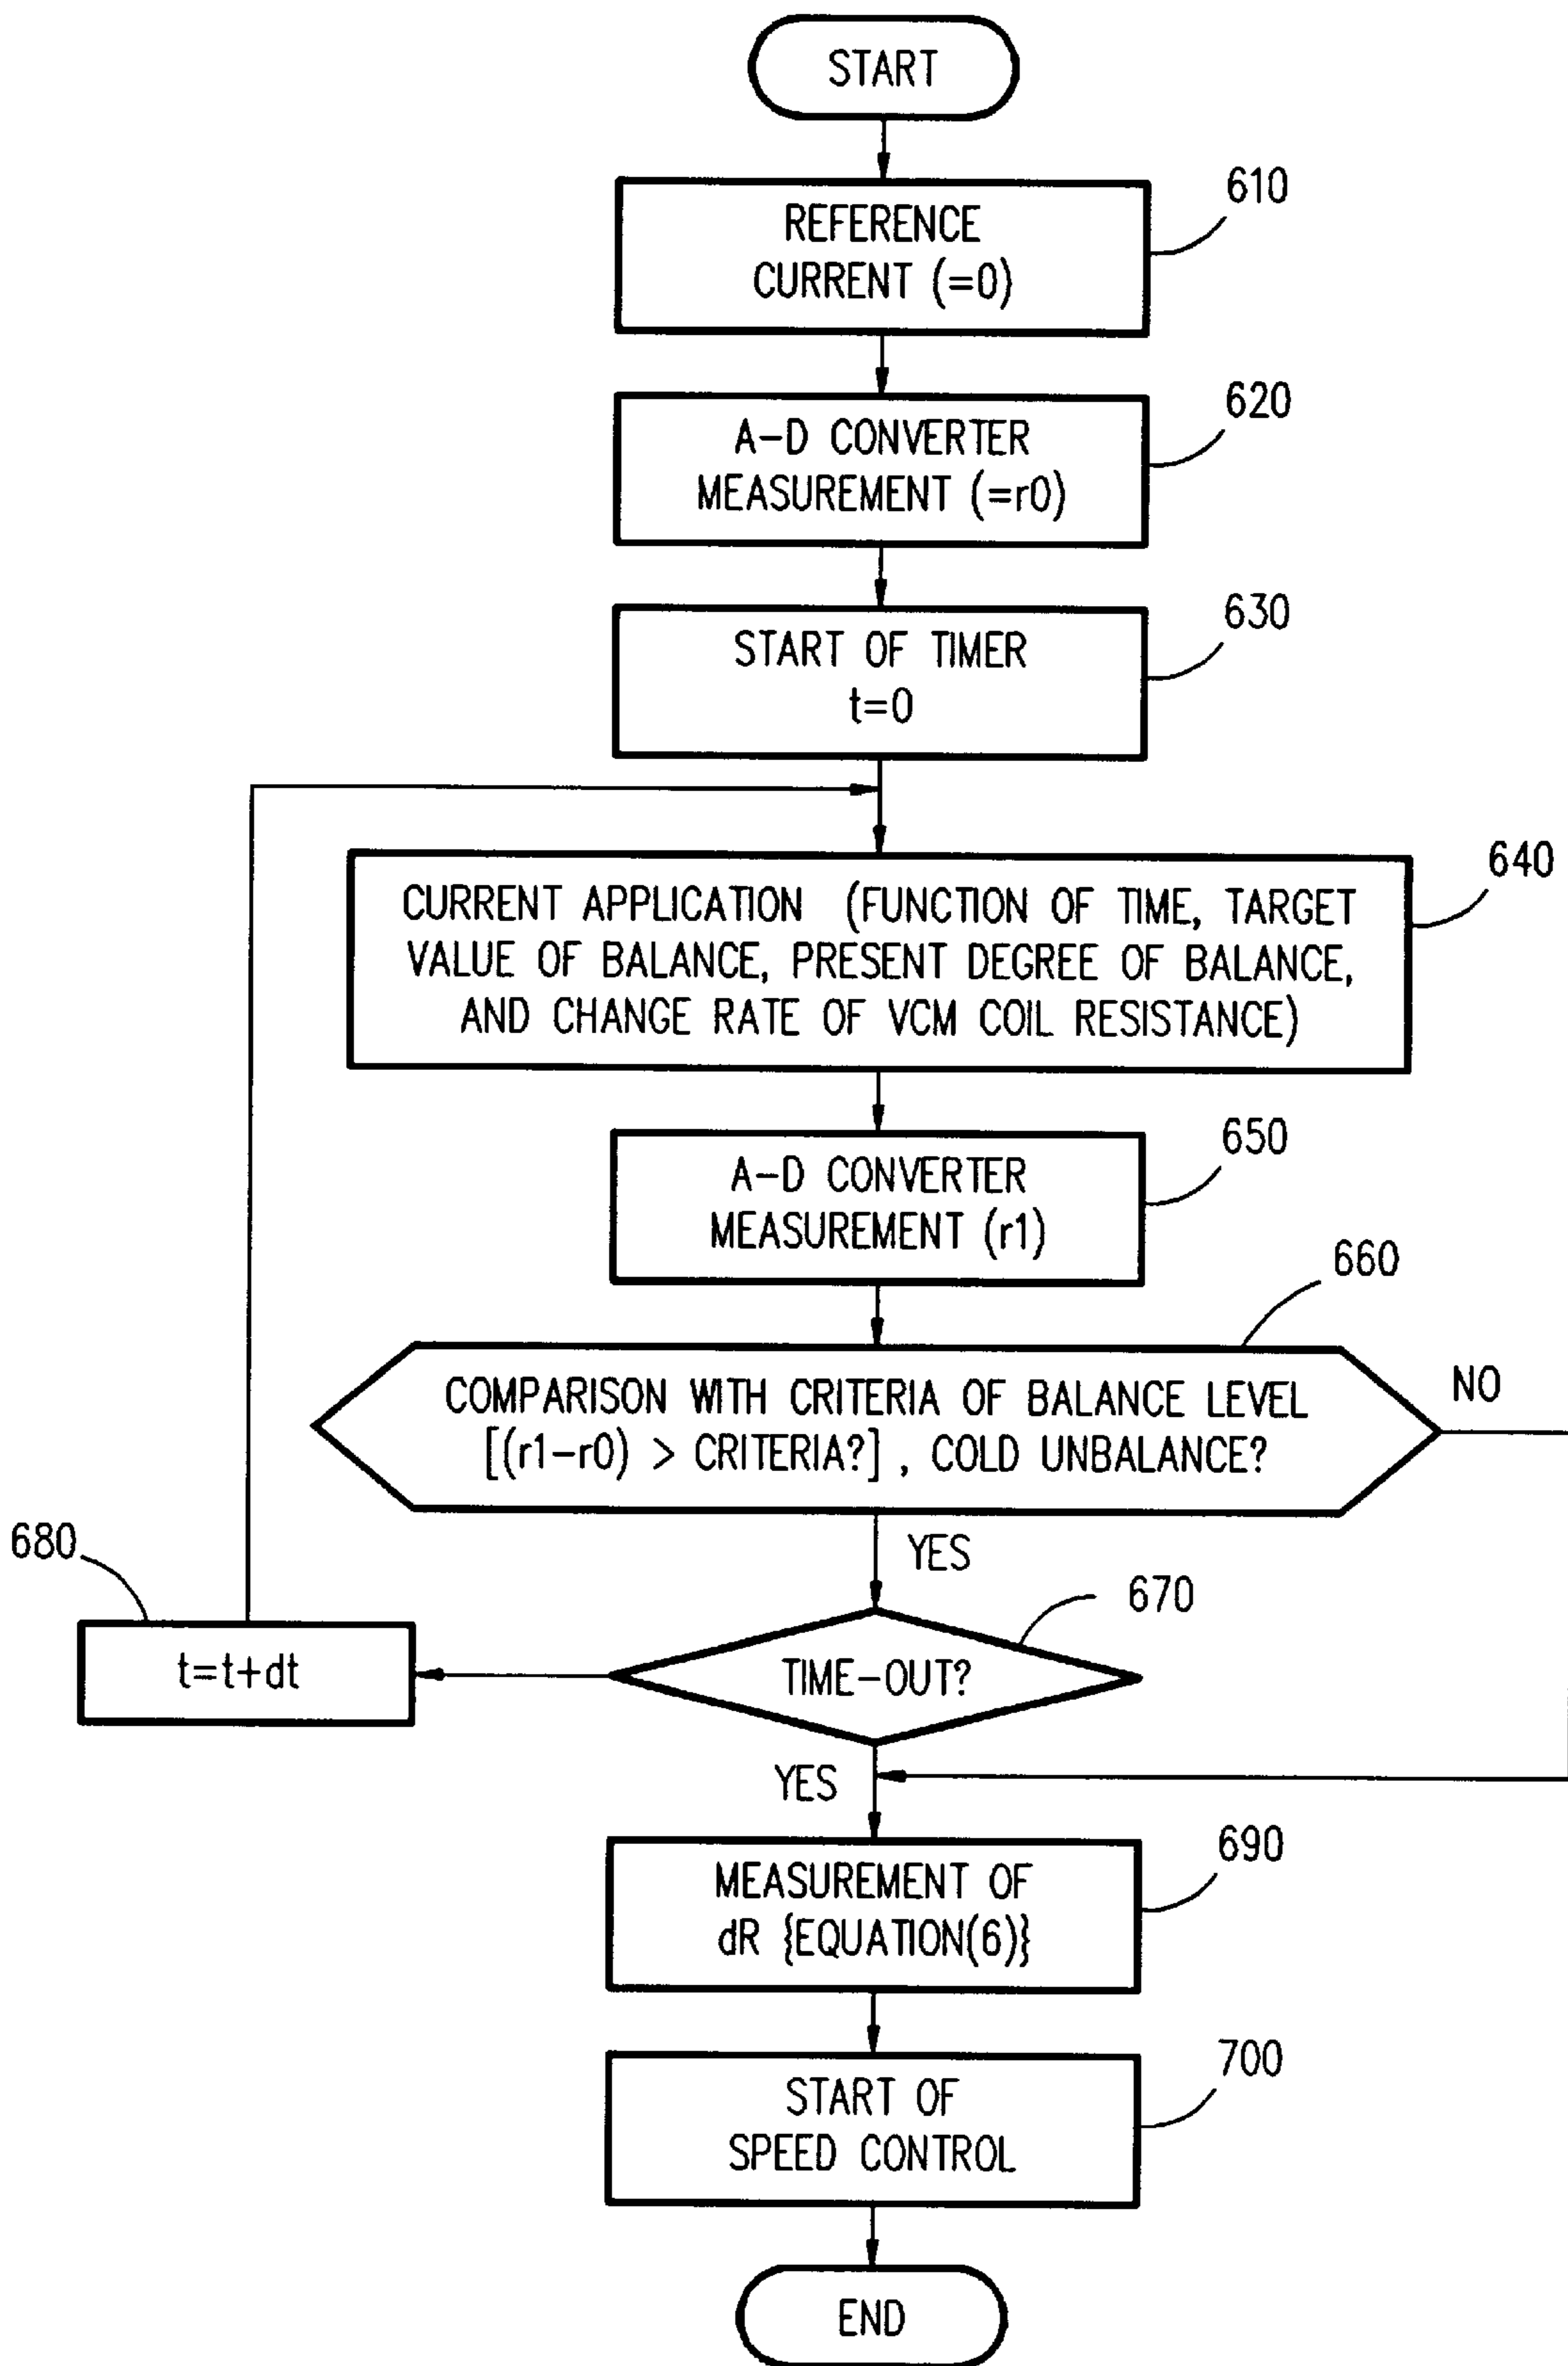 START
610
REFERENCE
CURRENT (=0)
620
A-D CONVERTER
MEASUREMENT (=r0)
630
START OF TIMER
t=0
640
CURRENT APPLICATION (FUNCTION OF TIME, TARGET
VALUE OF BALANCE, PRESENT DEGREE OF BALANCE,
AND CHANGE RATE OF VCM COIL RESISTANCE)
650
A-D CONVERTER
MEASUREMENT (r1)
660
COMPARISON WITH CRITERIA OF BALANCE LEVEL
[(r1-r0) > CRITERIA?] , COLD UNBALANCE?
NO
YES
680
t=t+dt
670
TIME-OUT?
YES
690
MEASUREMENT OF
dR {EQUATION(6)}
700
START OF
SPEED CONTROL
END